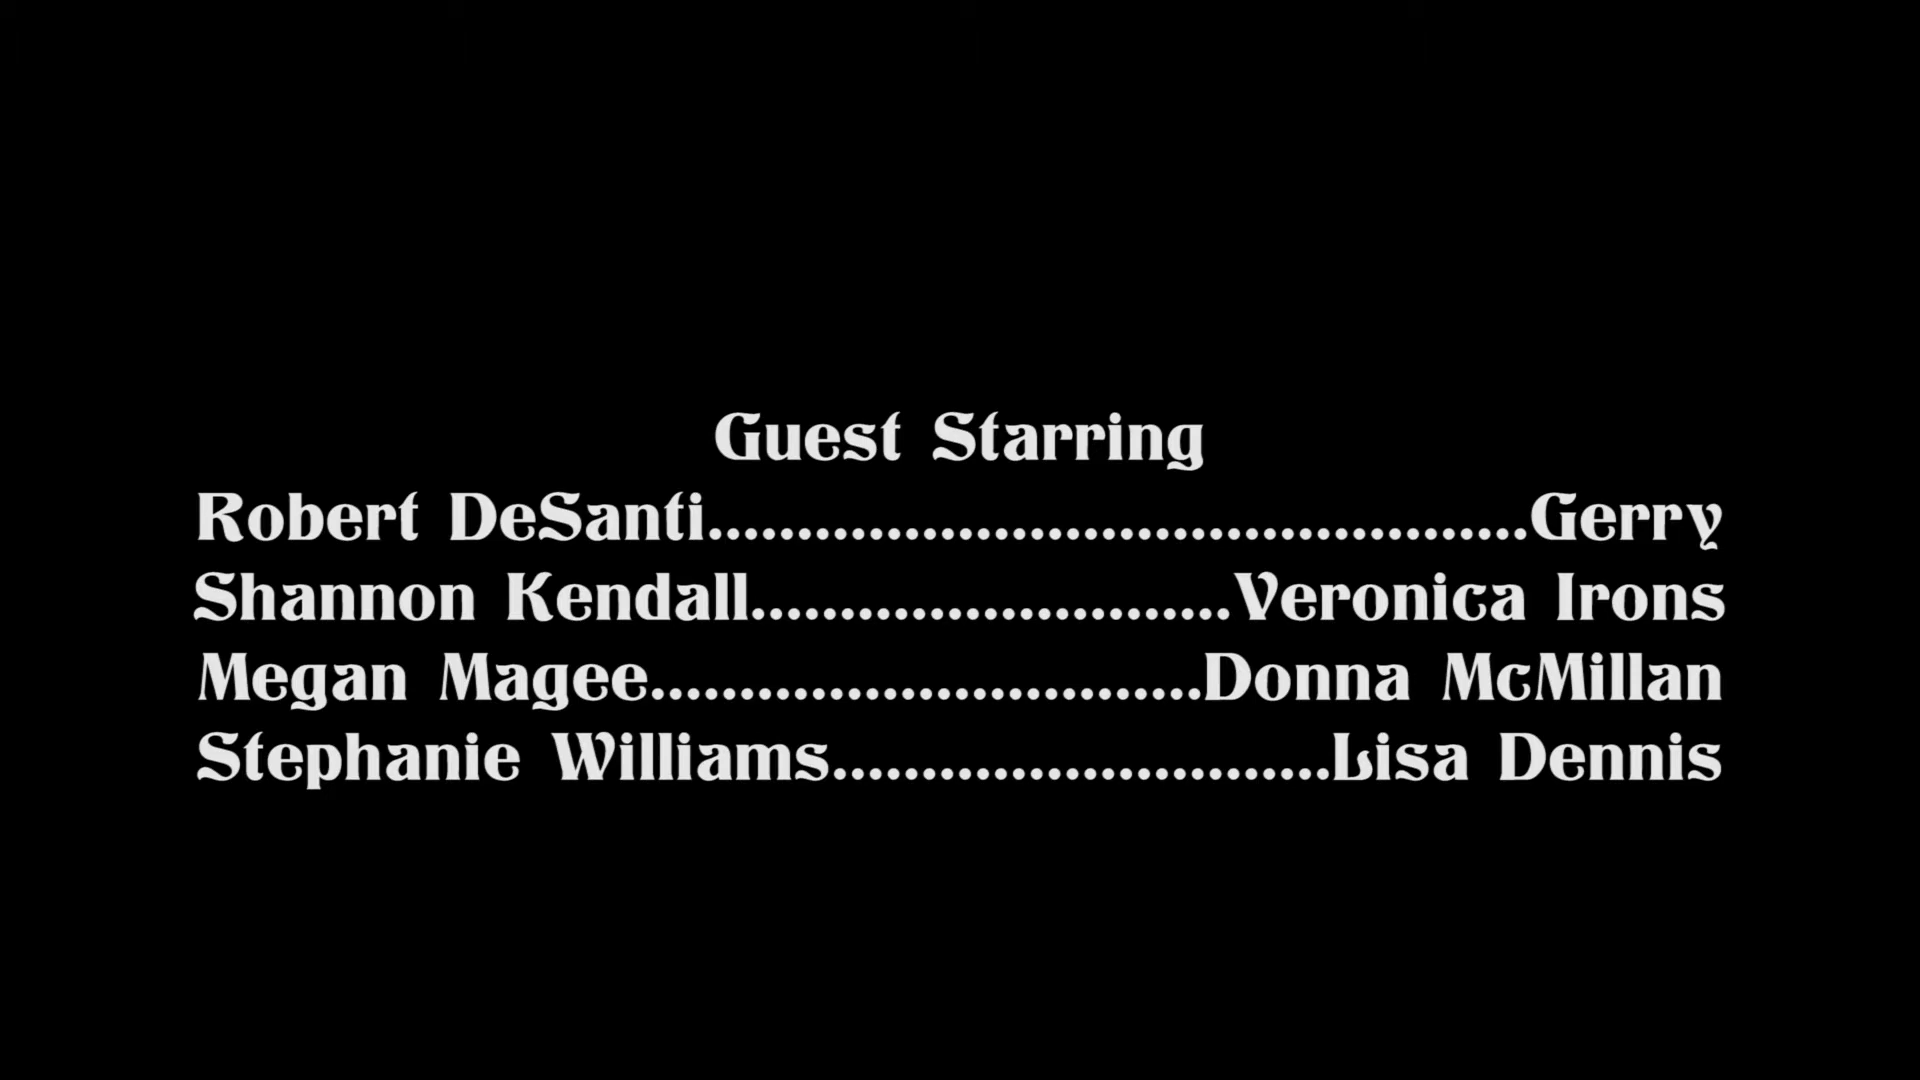 Guest Starring
Robert DeSanti..............................................Gerry
Shannon Kendall...........................Veronica Irons
Megan Magee...............................Donna McMillan
Stephanie Williams............................Lisa Dennis